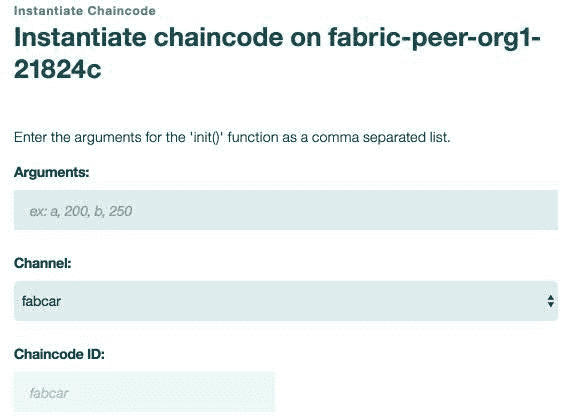 Instantiate Chaincode
Instantiate chaincode on fabric-peer-org1-
21824c
Enter the arguments for the 'init()' function as a comma separated list.
Arguments:
ex: a, 200, b, 250
Channel:
fabcar
Chaincode ID:
fabcar